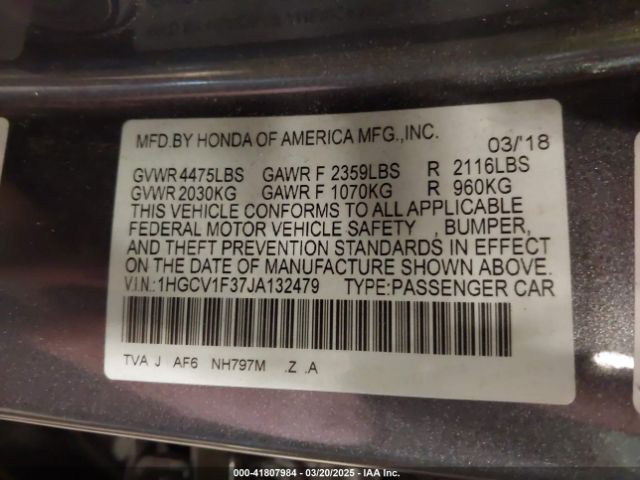 MFD.BY HONDA OF AMERICA MFG.,INC. 03/'18
GVWR 4475LBS GAWR F 2359LBS R 2116LBS
GVWR 2030KG GAWR F 1070KG R 960KG
THIS VEHICLE CONFORMS TO ALL APPLICABLE
FEDERAL MOTOR VEHICLE SAFETY , BUMPER,
AND THEFT PREVENTION STANDARDS IN EFFECT
ON THE DATE OF MANUFACTURE SHOWN ABOVE.
V.I.N.:1HGCV1F37JA132479 TYPE:PASSENGER CAR
TVA J AF6 NH797M .Z .A
000-41807984 — 03/20/2025 — IAA Inc.